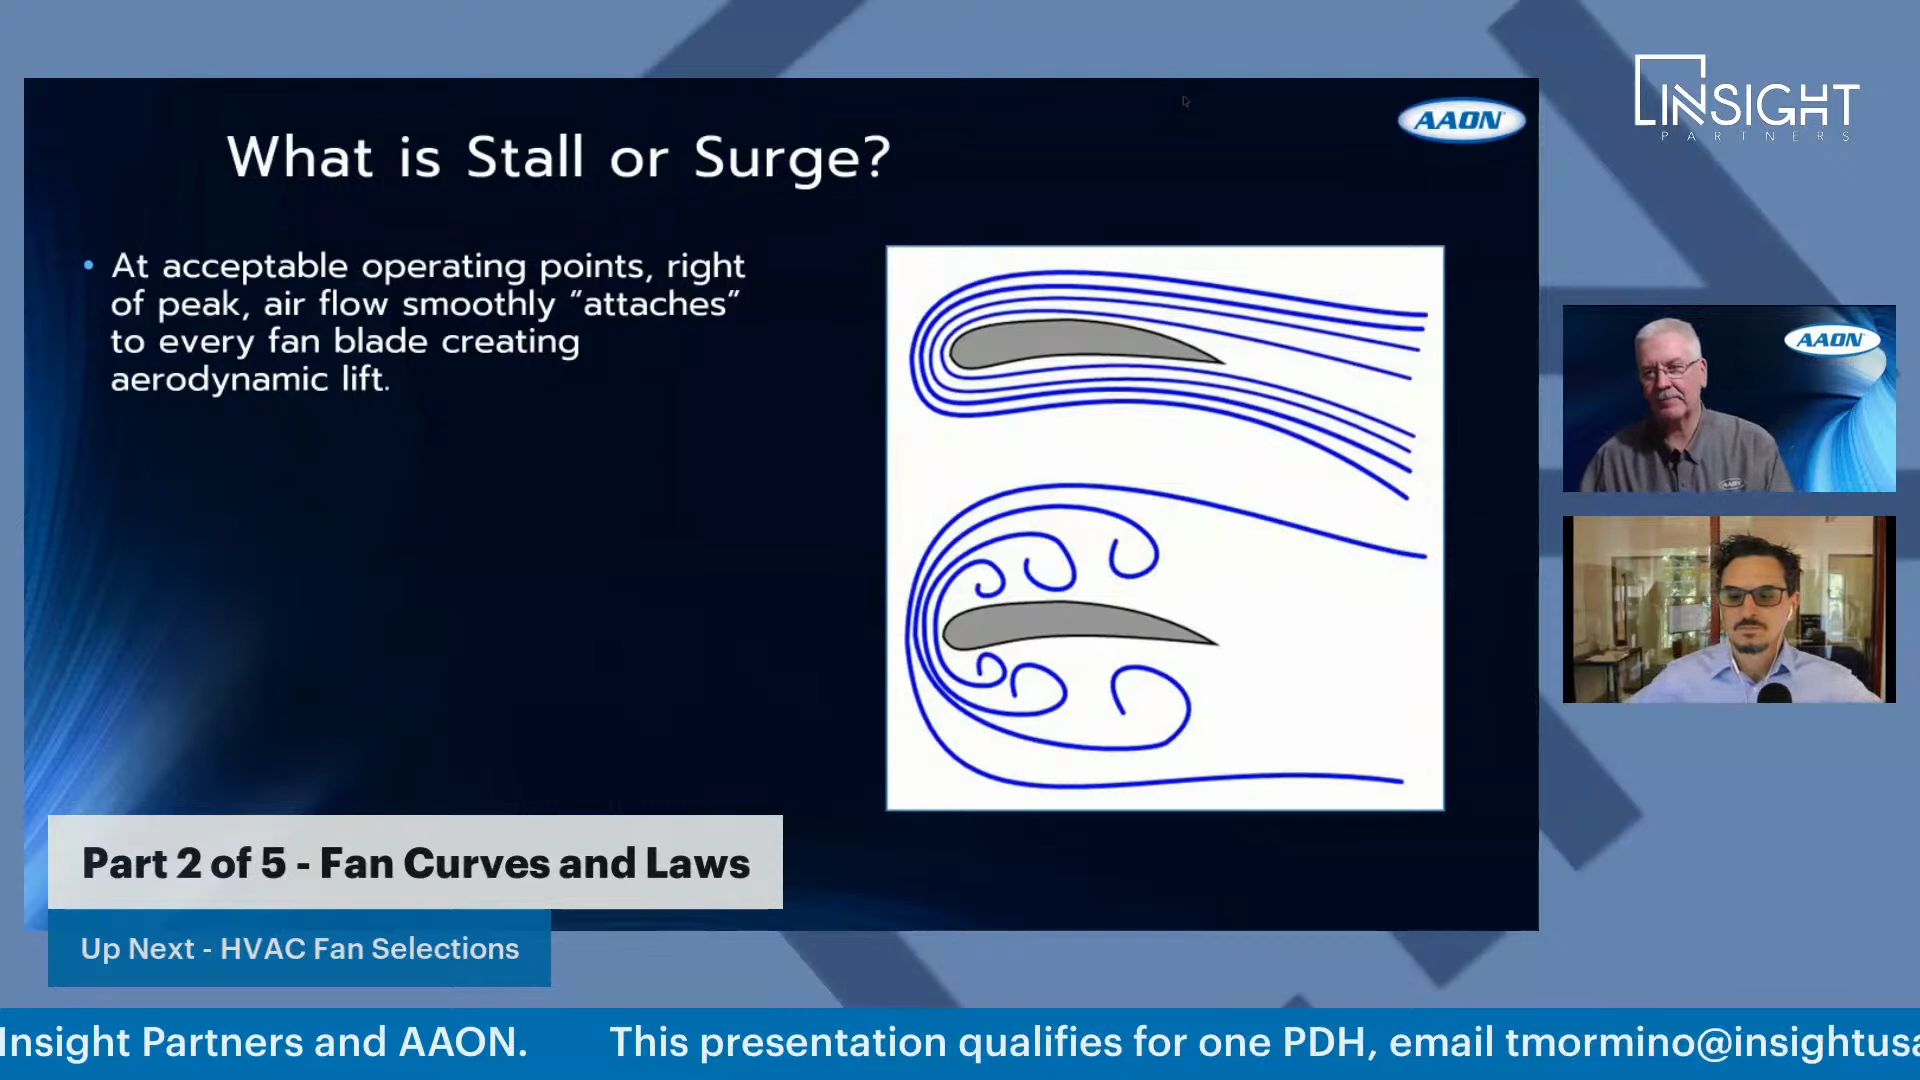 INSIGHT
PARTNERS
AAON
What is Stall or Surge?
• At acceptable operating points, right
of peak, air flow smoothly “attaches”
to every fan blade creating
aerodynamic lift.
AAON
Part 2 of 5 - Fan Curves and Laws
Up Next - HVAC Fan Selections
Insight Partners and AAON. This presentation qualifies for one PDH, email tmormino@insightusa